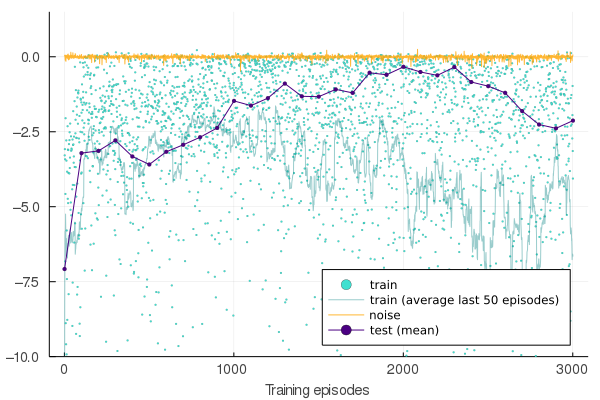 0.0
−2.5
−5.0
−7.5
−10.0
0 1000 2000 3000
Training episodes
train
train (average last 50 episodes)
noise
test (mean)